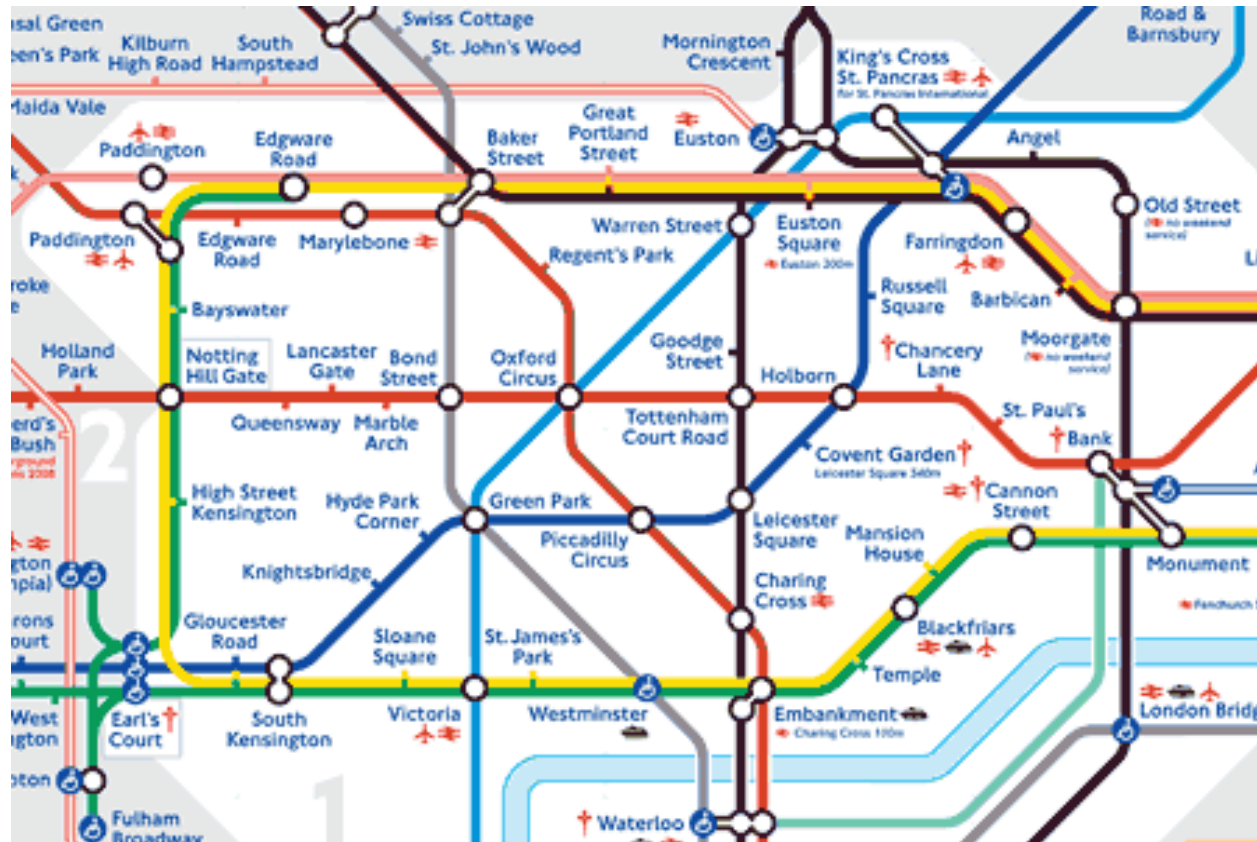 Swiss Cottage
St. John's Wood
Road &
Barnsbury
Kilburn
High Road
South
Hampstead
Mornington
Crescent
King's Cross
St. Pancras
for St. Pancras International
Maida Vale
Paddington
Edgware
Road
Baker
Street
Great
Portland
Street
Euston
Angel
Old Street
no weekend
service)
Paddington
Edgware
Road
Marylebone
Regent's Park
Warren Street
Euston
Square
Euston 200m
Farringdon
Barbican
Russell
Square
Bayswater
Goodge
Street
Moorgate
no weekend
service)
Holland
Park
Notting
Hill Gate
Lancaster
Gate
Bond
Street
Oxford
Circus
Holborn
Chancery
Lane
Queensway
Marble
Arch
Tottenham
Court Road
St. Paul's
Bank
2
Covent Garden
Leicester Square 340m
High Street
Kensington
Hyde Park
Corner
Green Park
Piccadilly
Circus
Leicester
Square
Cannon
Street
Mansion
House
Monument
Knightsbridge
Charing
Cross
Blackfriars
Gloucester
Road
Sloane
Square
St. James's
Park
Temple
Earl's
Court
South
Kensington
Victoria
Westminster
Embankment
Charing Cross 100m
London Bridg
1
Fulham
Broadway
Waterloo